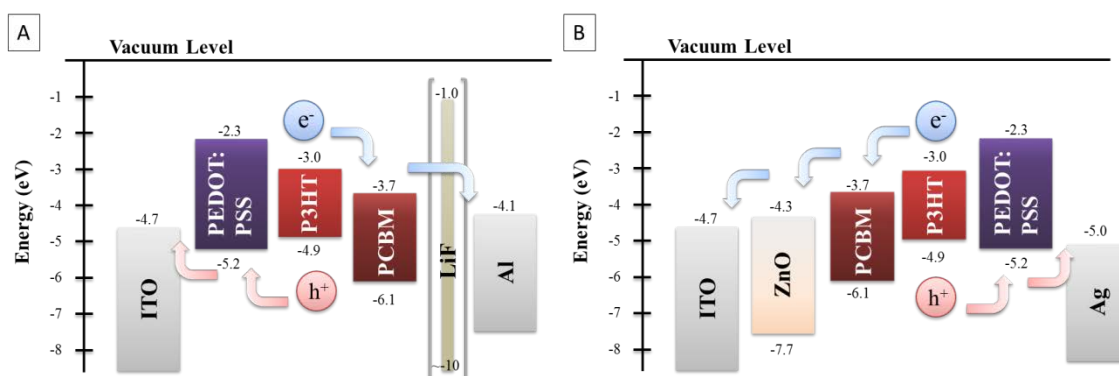 A
Vacuum Level
Energy (eV)
-1
-2
-3
-4
-5
-6
-7
-8
-4.7
ITO
-2.3
PEDOT:
PSS
-5.2
e-
-3.0
P3HT
-4.9
h+
-3.7
PCBM
-6.1
-1.0
LiF
~-10
-4.1
Al
B
Vacuum Level
Energy (eV)
-1
-2
-3
-4
-5
-6
-7
-8
-4.7
ITO
-4.3
ZnO
-7.7
-3.7
PCBM
-6.1
e-
-3.0
P3HT
-4.9
h+
-2.3
PEDOT:
PSS
-5.2
-5.0
Ag